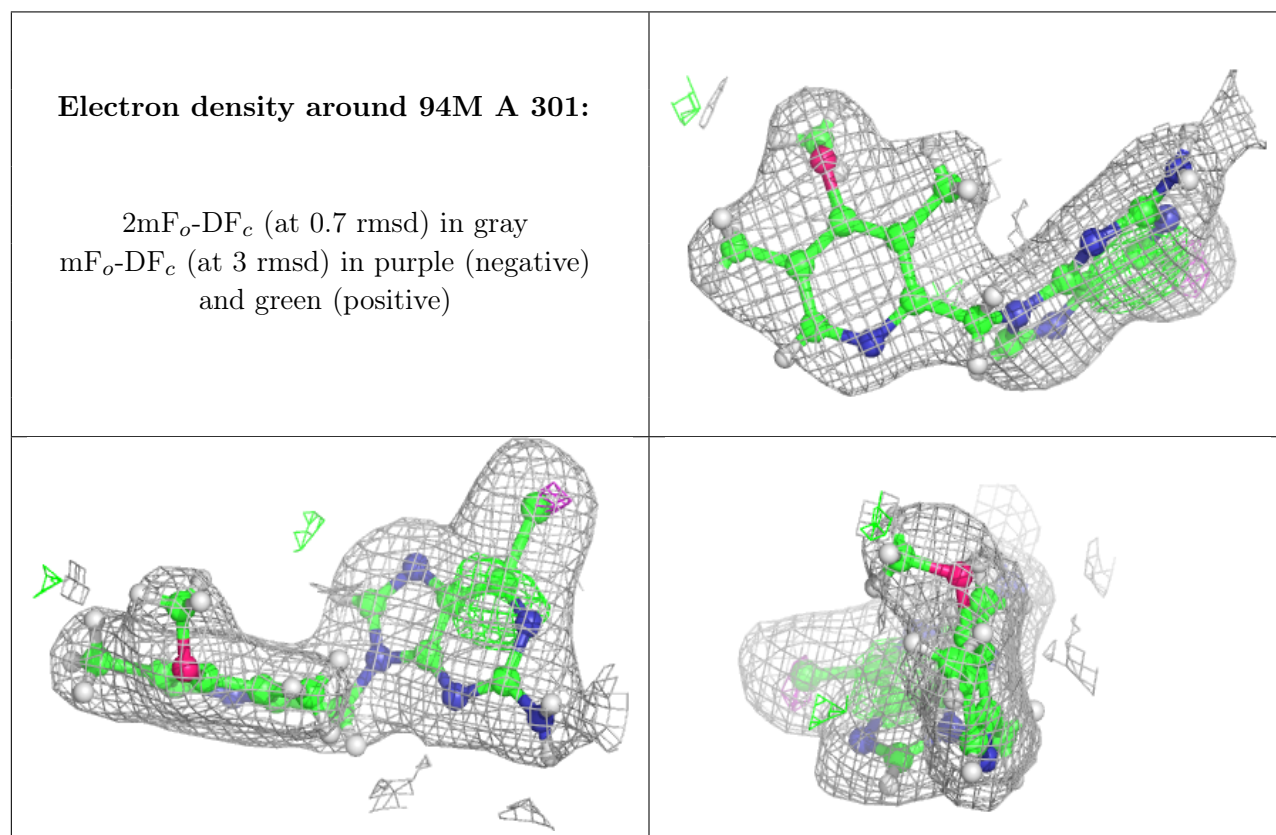 Electron density around 94M A 301:
2mFₒ-DF𝒸 (at 0.7 rmsd) in gray
mFₒ-DF𝒸 (at 3 rmsd) in purple (negative)
and green (positive)